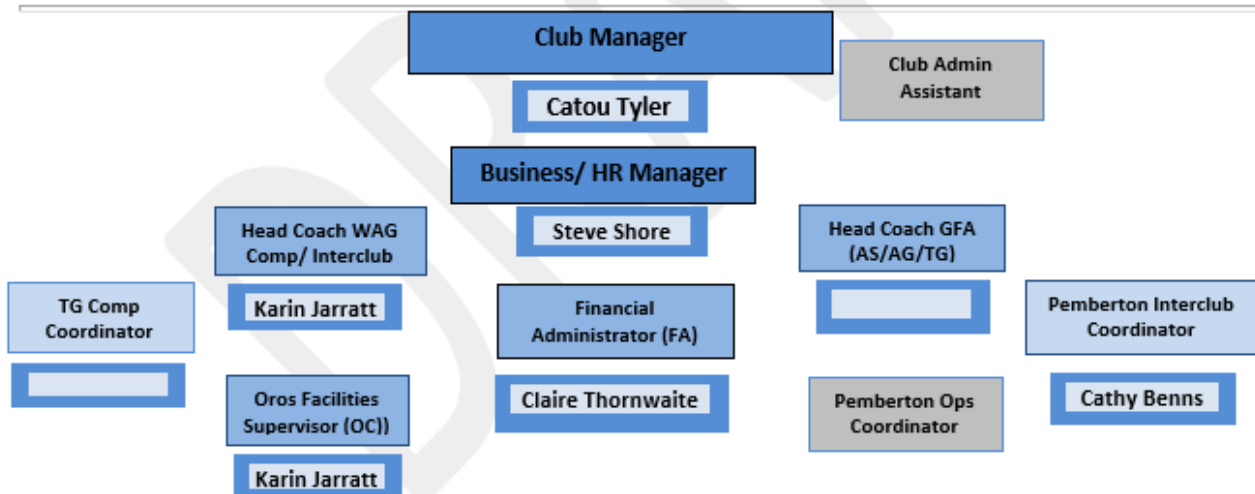 Club Manager
Club Admin
Assistant
Catou Tyler
Business/ HR Manager
Steve Shore
Head Coach WAG
Comp/ Interclub
Head Coach GFA
(AS/AG/TG)
TG Comp
Coordinator
Karin Jarratt
Financial
Administrator (FA)
Pemberton Interclub
Coordinator
Oros Facilities
Supervisor (OC))
Claire Thornwaite
Pemberton Ops
Coordinator
Cathy Benns
Karin Jarratt